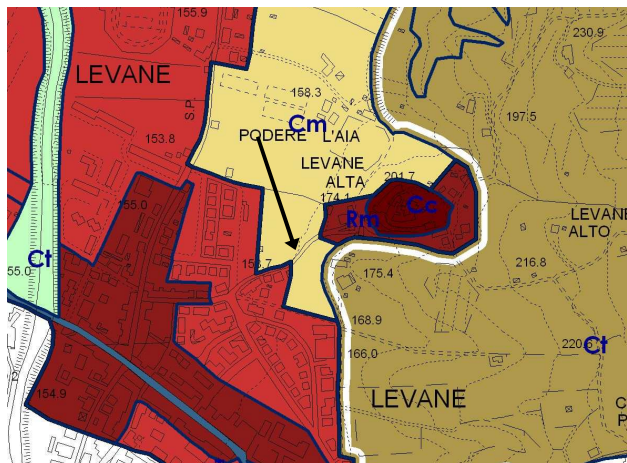 155.9
230.9
LEVANE
S.P.
158.3
197.5
Cm
153.8
PODERE L'AIA
LEVANE
ALTA
201.7
174.1
Cc
155.0
Rm
LEVANE
ALTO
Ct
55.0
175.4
216.8
168.9
220.6
Ct
166.0
154.9
LEVANE
C
P